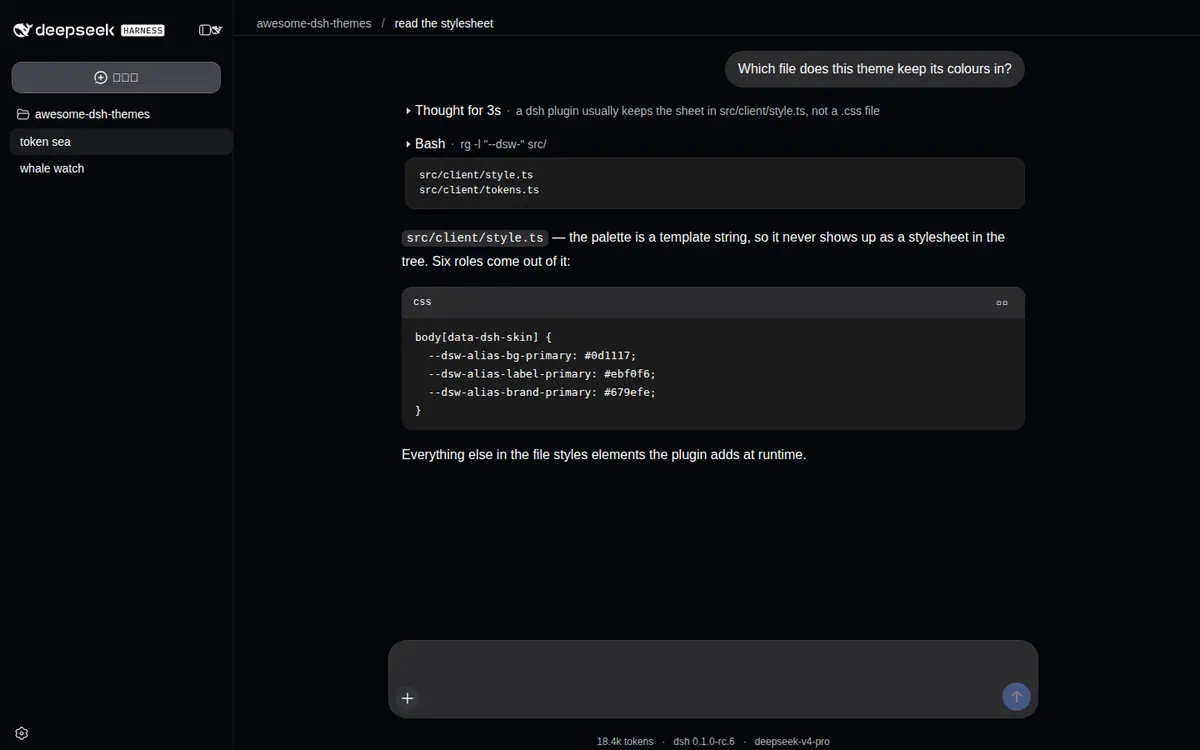 deepseek HARNESS
awesome-dsh-themes
token sea
whale watch
awesome-dsh-themes / read the stylesheet
Which file does this theme keep its colours in?
Thought for 3s · a dsh plugin usually keeps the sheet in src/client/style.ts, not a .css file
Bash · rg -l "--dsw-" src/
src/client/style.ts
src/client/tokens.ts
src/client/style.ts — the palette is a template string, so it never shows up as a stylesheet in the
tree. Six roles come out of it:
css
body[data-dsh-skin] {
--dsw-alias-bg-primary: #0d1117;
--dsw-alias-label-primary: #ebf0f6;
--dsw-alias-brand-primary: #679efe;
}
Everything else in the file styles elements the plugin adds at runtime.
18.4k tokens · dsh 0.1.0-rc.6 · deepseek-v4-pro